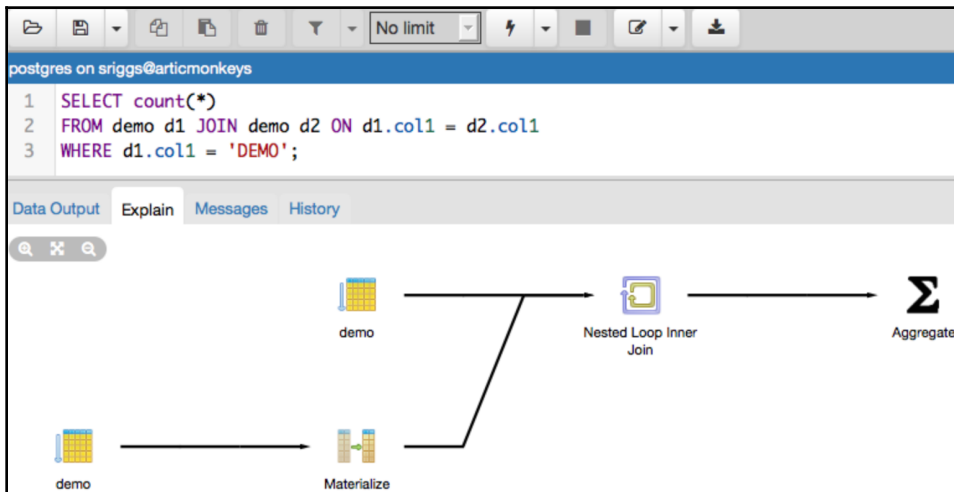 No limit
postgres on sriggs@articmonkeys
1 SELECT count(*)
2 FROM demo d1 JOIN demo d2 ON d1.col1 = d2.col1
3 WHERE d1.col1 = 'DEMO';
Data Output Explain Messages History
demo
Nested Loop Inner
Join
Aggregate
demo
Materialize